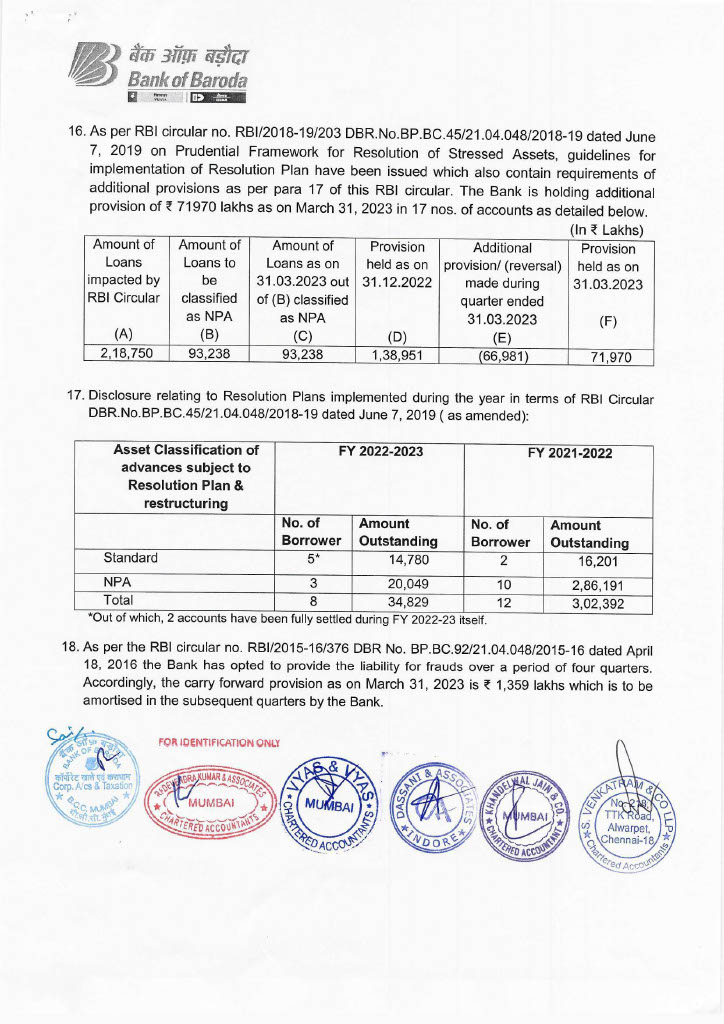 बैंक ऑफ़ बड़ौदा
Bank of Baroda
16. As per RBI circular no. RBI/2018-19/203 DBR.No.BP.BC.45/21.04.048/2018-19 dated June
7, 2019 on Prudential Framework for Resolution of Stressed Assets, guidelines for
implementation of Resolution Plan have been issued which also contain requirements of
additional provisions as per para 17 of this RBI circular. The Bank is holding additional
provision of ₹ 71970 lakhs as on March 31, 2023 in 17 nos. of accounts as detailed below.
(In ₹ Lakhs)
Amount of Loans impacted by RBI Circular (A) Amount of Loans to be classified as NPA (B) Amount of Loans as on 31.03.2023 out of (B) classified as NPA (C) Provision held as on 31.12.2022 (D) Additional provision/ (reversal) made during quarter ended 31.03.2023 (E) Provision held as on 31.03.2023 (F)
2,18,750 93,238 93,238 1,38,951 (66,981) 71,970
17. Disclosure relating to Resolution Plans implemented during the year in terms of RBI Circular
DBR.No.BP.BC.45/21.04.048/2018-19 dated June 7, 2019 ( as amended):
Asset Classification of advances subject to Resolution Plan & restructuring FY 2022-2023 FY 2021-2022
No. of Borrower Amount Outstanding No. of Borrower Amount Outstanding
Standard 5* 14,780 2 16,201
NPA 3 20,049 10 2,86,191
Total 8 34,829 12 3,02,392
*Out of which, 2 accounts have been fully settled during FY 2022-23 itself.
18. As per the RBI circular no. RBI/2015-16/376 DBR No. BP.BC.92/21.04.048/2015-16 dated April
18, 2016 the Bank has opted to provide the liability for frauds over a period of four quarters.
Accordingly, the carry forward provision as on March 31, 2023 is ₹ 1,359 lakhs which is to be
amortised in the subsequent quarters by the Bank.
FOR IDENTIFICATION ONLY
बैंक ऑफ बड़ौदा
BANK OF BARODA
कॉर्पोरेट खाते एवं कराधान
Corp. A/cs & Taxation
B.C.C. MUMBAI
बी.सी.सी. मुंबई
KUMAR & ASSOCIATES
MUMBAI
CHARTERED ACCOUNTANTS
VYAS & VYAS
MUMBAI
CHARTERED ACCOUNTANTS
DASSANI & ASSOCIATES
INDORE
KHANDELWAL JAIN & CO.
MUMBAI
CHARTERED ACCOUNTANT
S. VENKATRAM & CO LLP
TTK Road,
Alwarpet,
Chennai-18
Chartered Accountants